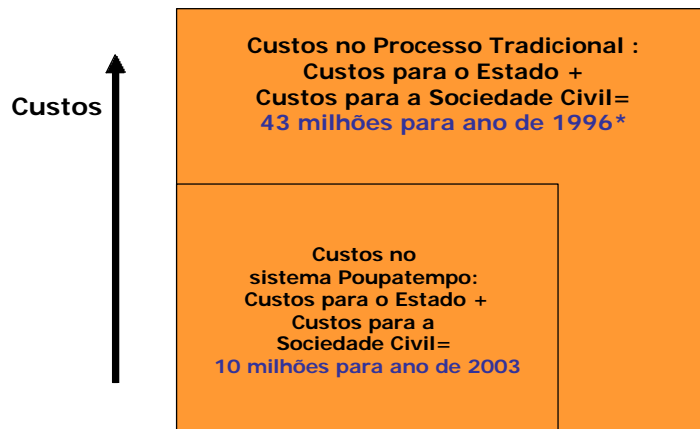 Custos no Processo Tradicional :
Custos para o Estado +
Custos para a Sociedade Civil=
43 milhões para ano de 1996*
Custos
Custos no
sistema Poupatempo:
Custos para o Estado +
Custos para a
Sociedade Civil=
10 milhões para ano de 2003